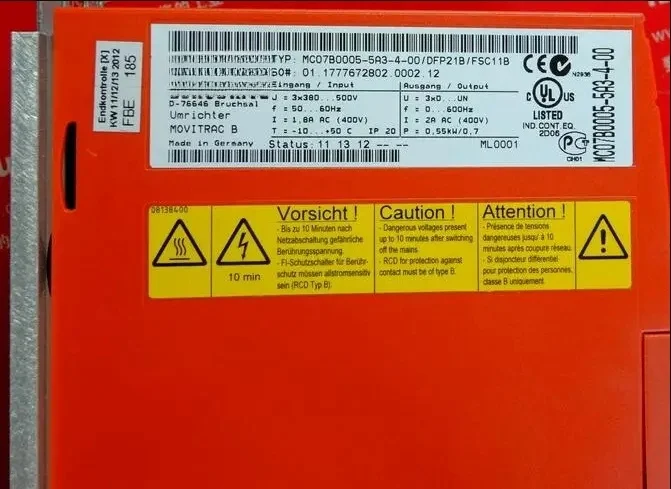 Endkontrolle [X]
KW 11/12/13 2012
FBE 185
TYP: MC07B0005-5A3-4-00/DFP21B/FSC11B
SO#: 01.1777672802.0002.12
Eingang / Input
U = 3x380...500V
f = 50...60Hz
I = 1,8A AC (400V)
T = -10...+50 C IP 20
Ausgang / Output
U = 3xO...UN
f = 0...600Hz
I = 2A AC (400V)
P = 0,55kW/0,7
D-76646 Bruchsal
Umrichter
MOVITRAC B
Made in Germany
Status: 11 13 12 -- --
ML0001
CE
N2936
C UL US
LISTED
IND.CONT.EQ.
2D06
MC07B0005-5A3-4-00
08138400
10 min
Vorsicht !
- Bis zu 10 Minuten nach
Netzabschaltung gefährliche
Berührungsspannung.
- FI-Schutzschalter für Berühr-
schutz müssen allstromsensitiv
sein (RCD Typ B).
Caution !
- Dangerous voltages present
up to 10 minutes after switching
off the mains.
- RCD for protection against
contact must be of type B.
Attention !
- Présence de tensions
dangereuses jusqu'à 10
minutes après coupure réseau.
- Si disjoncteur différentiel
pour protection des personnes,
classe B uniquement.